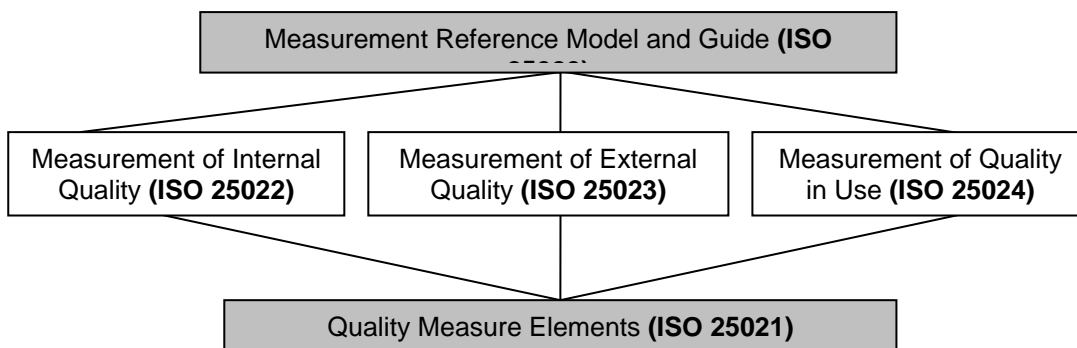 Measurement Reference Model and Guide (ISO
Measurement of Internal
Quality (ISO 25022)
Measurement of External
Quality (ISO 25023)
Measurement of Quality
in Use (ISO 25024)
Quality Measure Elements (ISO 25021)